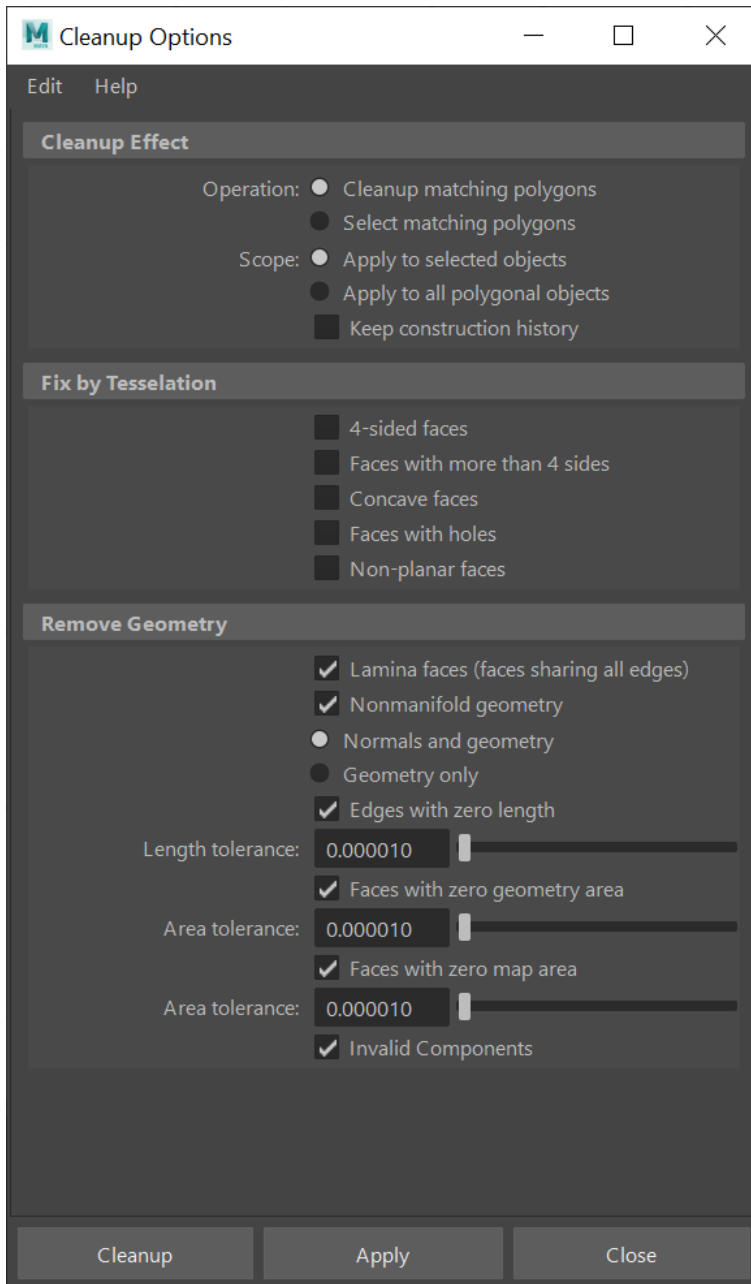 Cleanup Options
Edit Help
Cleanup Effect
Operation: Cleanup matching polygons
Select matching polygons
Scope: Apply to selected objects
Apply to all polygonal objects
Keep construction history
Fix by Tesselation
4-sided faces
Faces with more than 4 sides
Concave faces
Faces with holes
Non-planar faces
Remove Geometry
Lamina faces (faces sharing all edges)
Nonmanifold geometry
Normals and geometry
Geometry only
Edges with zero length
Length tolerance: 0.000010
Faces with zero geometry area
Area tolerance: 0.000010
Faces with zero map area
Area tolerance: 0.000010
Invalid Components
Cleanup Apply Close